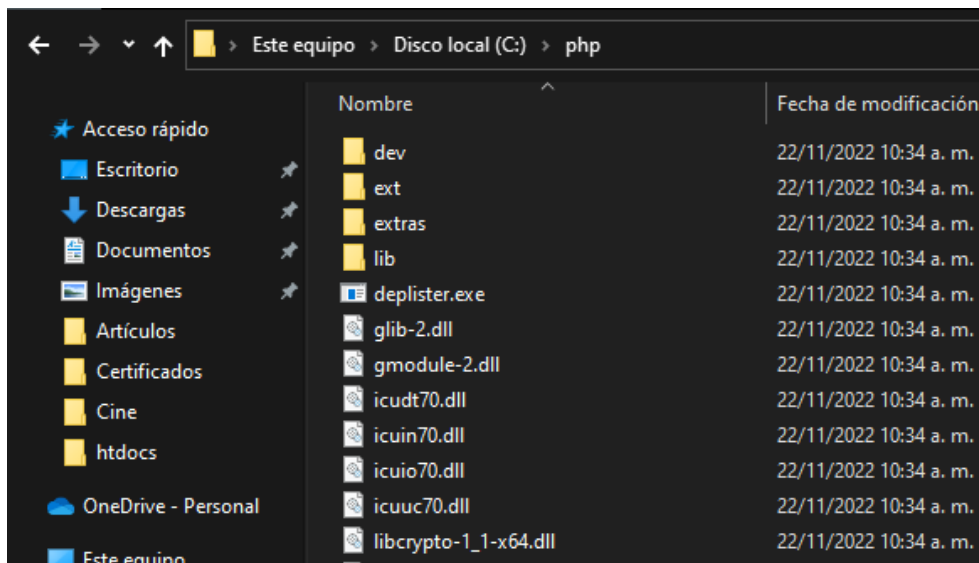 Este equipo > Disco local (C:) > php
Nombre
Fecha de modificación
Acceso rápido
Escritorio
Descargas
Documentos
Imágenes
Artículos
Certificados
Cine
htdocs
OneDrive - Personal
Este equipo
dev 22/11/2022 10:34 a. m.
ext 22/11/2022 10:34 a. m.
extras 22/11/2022 10:34 a. m.
lib 22/11/2022 10:34 a. m.
deplister.exe 22/11/2022 10:34 a. m.
glib-2.dll 22/11/2022 10:34 a. m.
gmodule-2.dll 22/11/2022 10:34 a. m.
icudt70.dll 22/11/2022 10:34 a. m.
icuin70.dll 22/11/2022 10:34 a. m.
icuio70.dll 22/11/2022 10:34 a. m.
icuuc70.dll 22/11/2022 10:34 a. m.
libcrypto-1_1-x64.dll 22/11/2022 10:34 a. m.